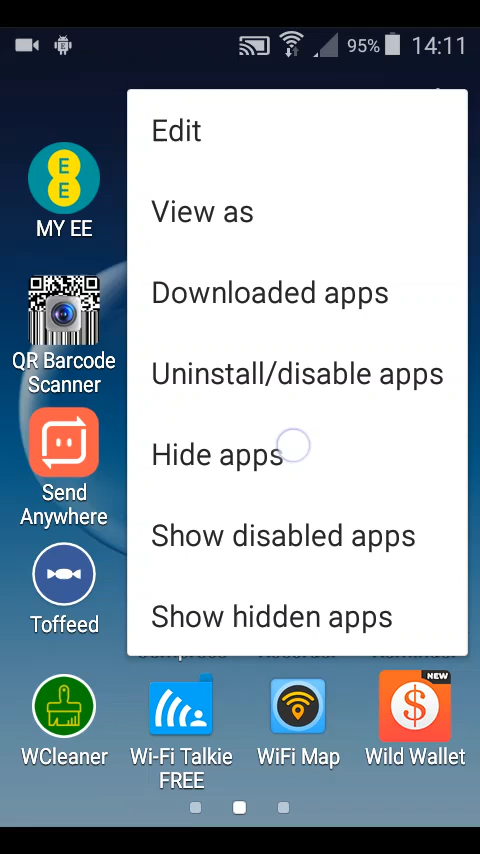 95% 14:11
Edit
View as
Downloaded apps
Uninstall/disable apps
Hide apps
Show disabled apps
Show hidden apps
E
E
MY EE
QR Barcode
Scanner
Send
Anywhere
Toffeed
WCleaner
Wi-Fi Talkie
FREE
WiFi Map
NEW
$
Wild Wallet